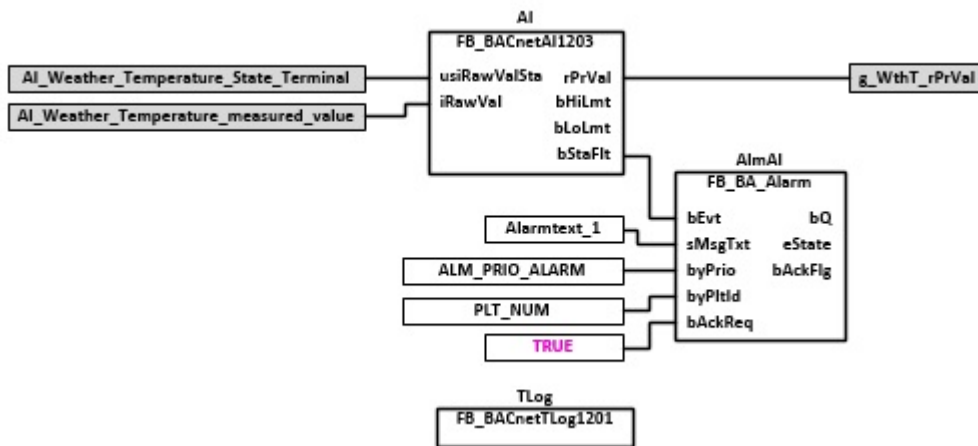 AI
FB_BACnetAI1203
AI_Weather_Temperature_State_Terminal
usiRawValSta
rPrVal
g_WthT_rPrVal
AI_Weather_Temperature_measured_value
iRawVal
bHiLmt
bLoLmt
bStaFlt
AlmAI
FB_BA_Alarm
Alarmtext_1
bEvt
bQ
sMsgTxt
eState
ALM_PRIO_ALARM
byPrio
bAckFlg
PLT_NUM
byPltId
TRUE
bAckReq
TLog
FB_BACnetTLog1201